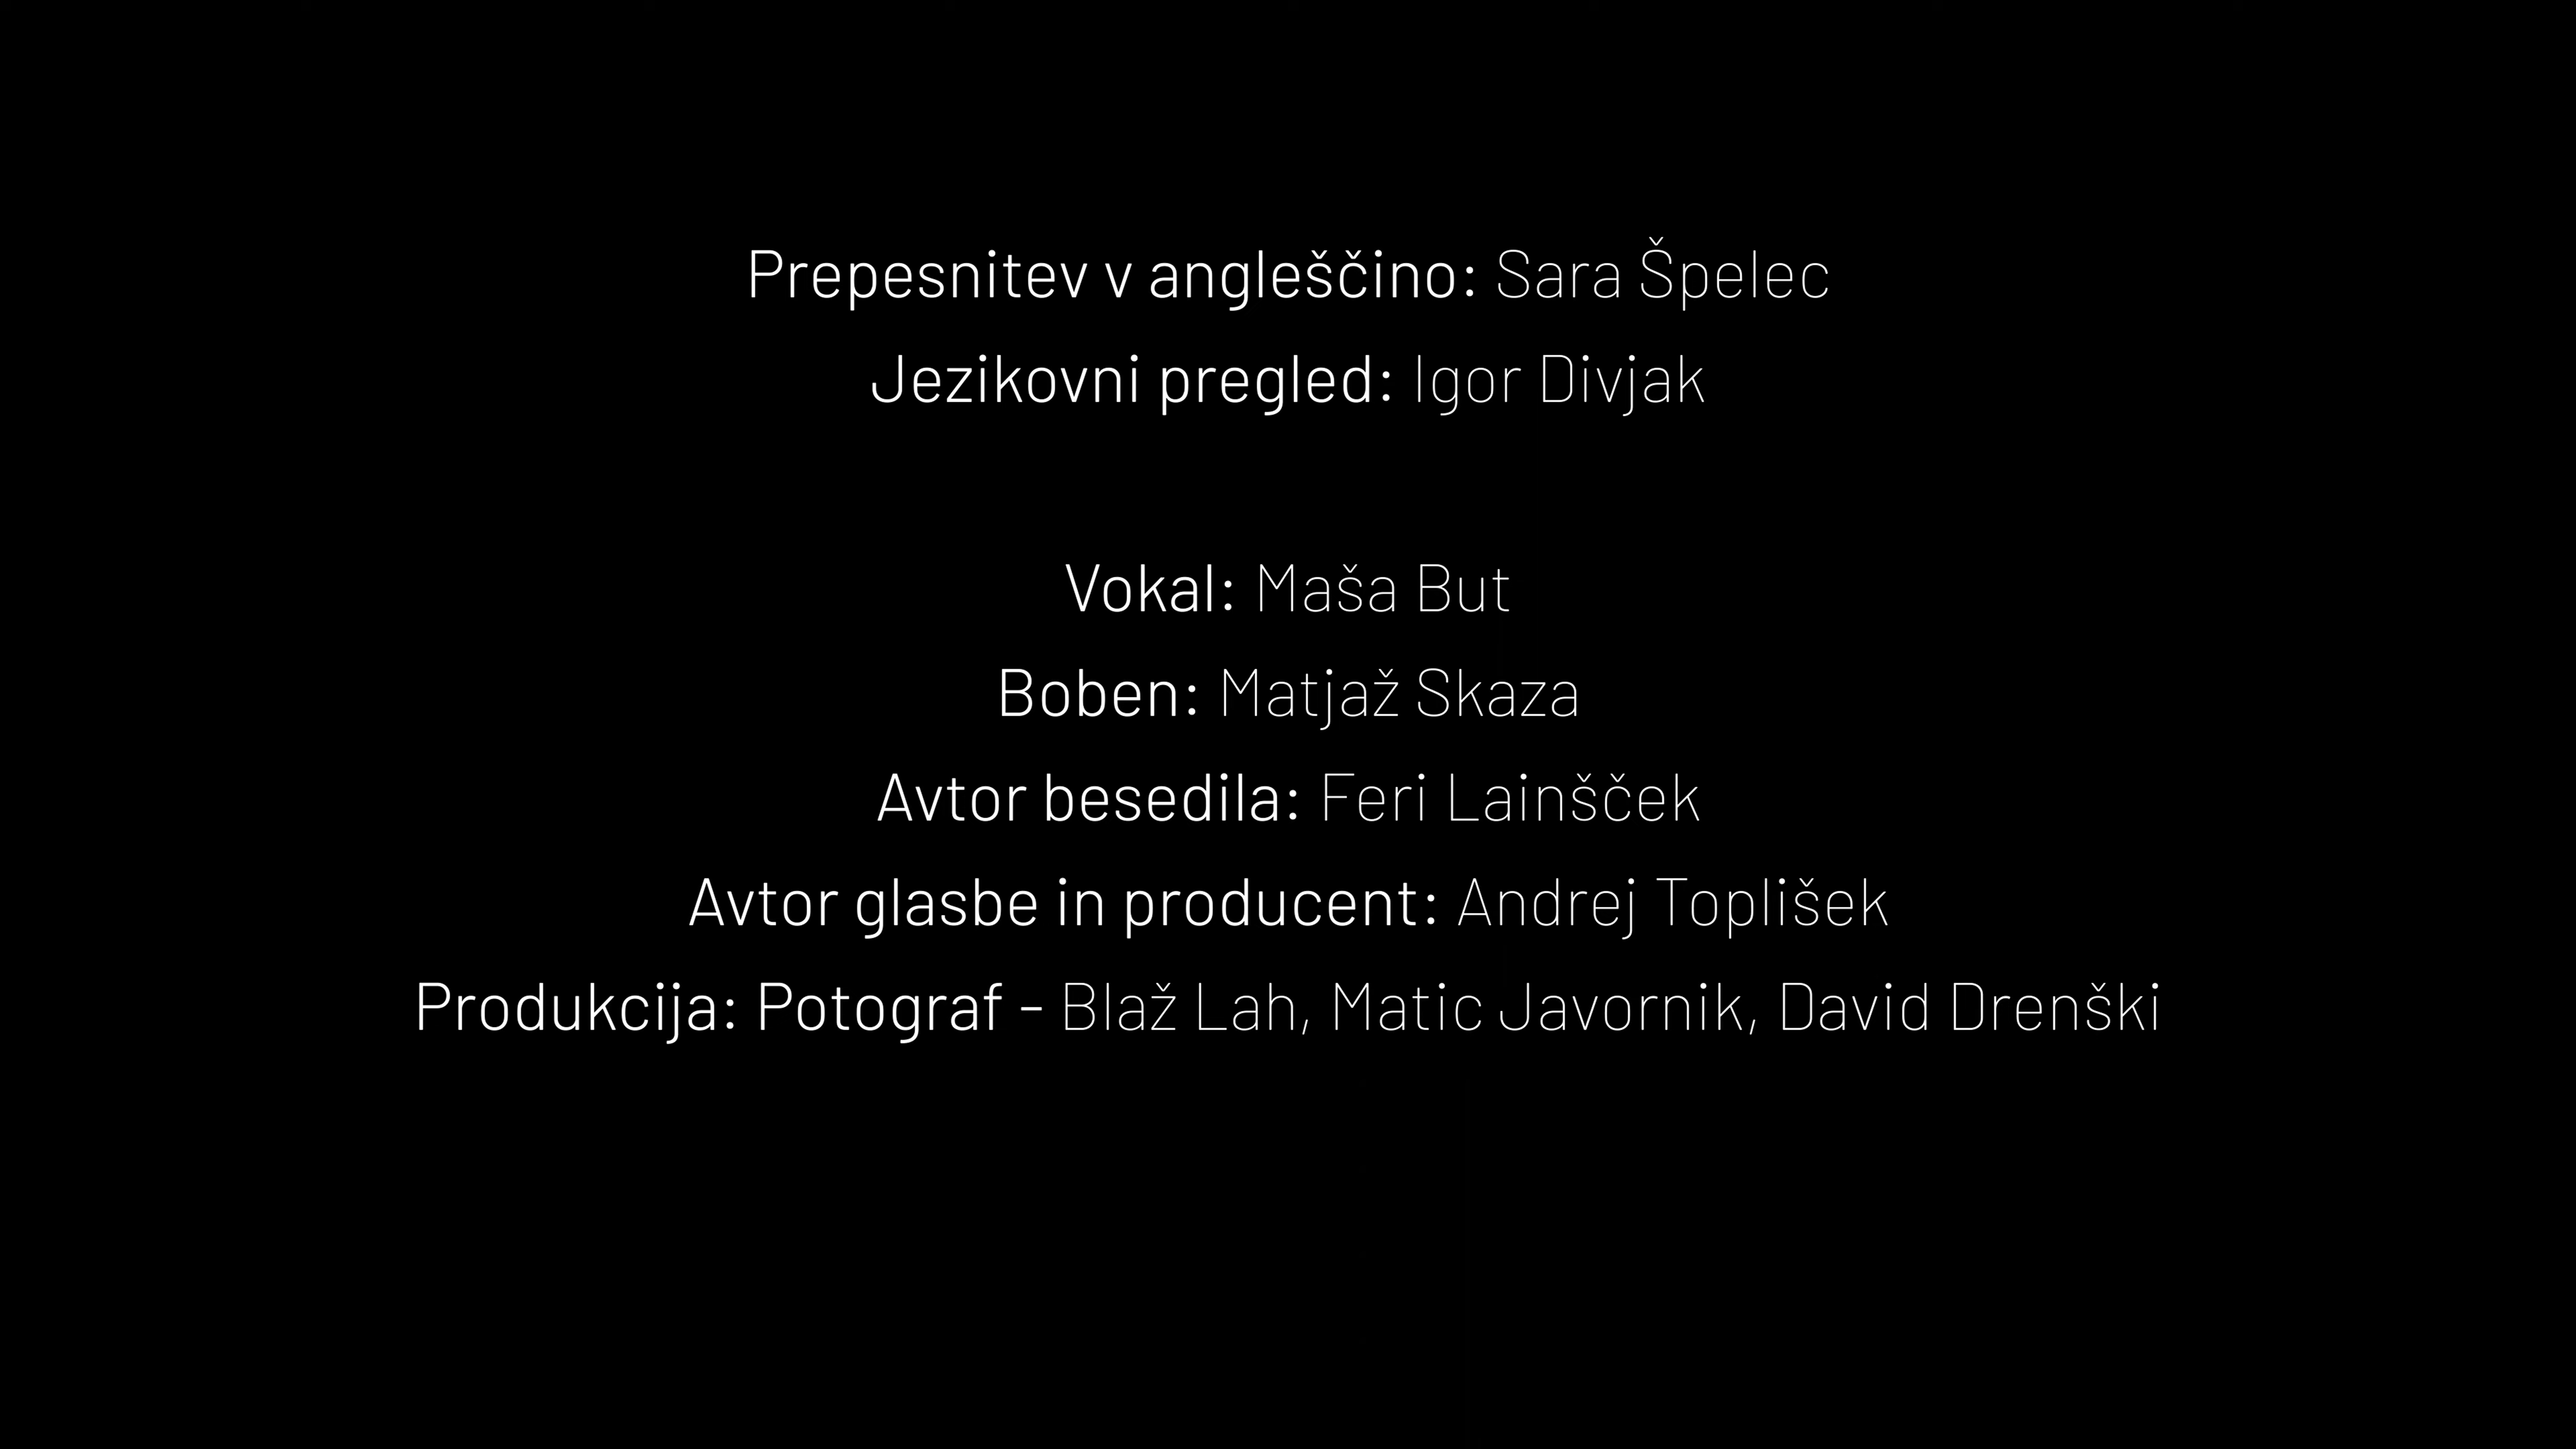 Prepesnitev v angleščino: Sara Špelec
Jezikovni pregled: Igor Divjak
Vokal: Maša But
Boben: Matjaž Skaza
Avtor besedila: Feri Lainšček
Avtor glasbe in producent: Andrej Toplišek
Produkcija: Potograf - Blaž Lah, Matic Javornik, David Drenški